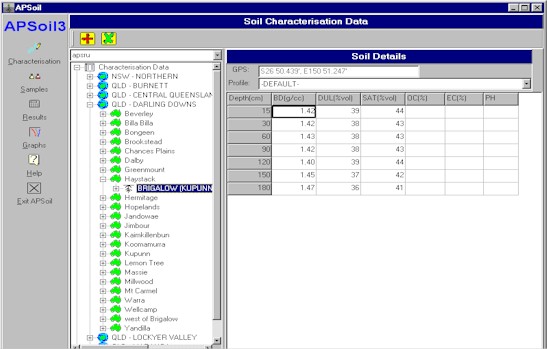 APSoil
APSoil3
Soil Characterisation Data
Characterisation
Samples
Results
Graphs
Help
Exit APSoil
apsru
Characterisation Data
NSW - NORTHERN
QLD - BURNETT
QLD - CENTRAL QUEENSLAN
QLD - DARLING DOWNS
Beverley
Billa Billa
Bongeen
Brookstead
Chances Plains
Dalby
Greenmount
Haystack
BRIGALOW (KUPUNN
Hermitage
Hopelands
Jandowae
Jimbour
Kaimkillenbun
Koomamurra
Kupunn
Lemon Tree
Massie
Millwood
Mt Carmel
Warra
Wellcamp
west of Brigalow
Yandilla
QLD - LOCKYER VALLEY
Soil Details
GPS: S26 50.439', E150 51.247'
Profile: -DEFAULT-
Depth(cm) BD(g/cc) DUL(%vol) SAT(%vol) OC(%) EC(%) PH
15 1.42 39 44
30 1.42 38 43
60 1.43 38 43
90 1.42 38 43
120 1.40 39 44
150 1.45 37 42
180 1.47 36 41